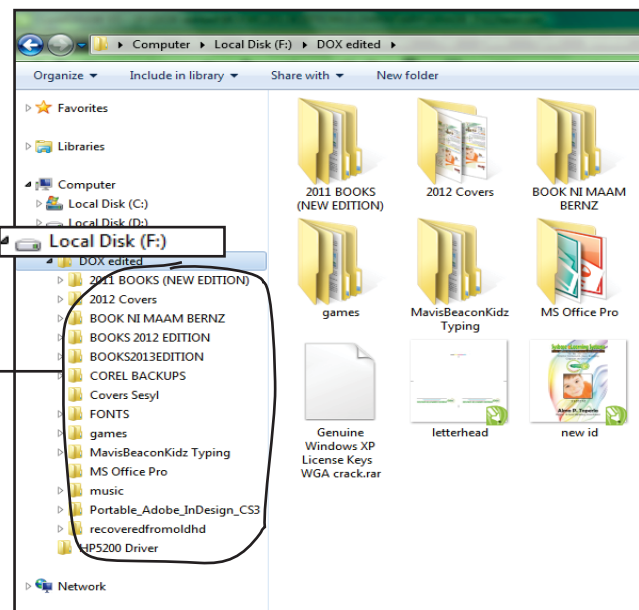 Computer ▸ Local Disk (F:) ▸ DOX edited ▸
Organize ▾ Include in library ▾ Share with ▾ New folder
Favorites
Libraries
Computer
Local Disk (C:)
Local Disk (D:)
Local Disk (F:)
DOX edited
2011 BOOKS (NEW EDITION)
2012 Covers
BOOK NI MAAM BERNZ
BOOKS 2012 EDITION
BOOKS2013EDITION
COREL BACKUPS
Covers Sesyl
FONTS
games
MavisBeaconKidz Typing
MS Office Pro
music
Portable_Adobe_InDesign_CS3
recoveredfromoldhd
HP5200 Driver
Network
2011 BOOKS
(NEW EDITION)
2012 Covers
BOOK NI MAAM
BERNZ
games
MavisBeaconKidz
Typing
MS Office Pro
Genuine
Windows XP
License Keys
WGA crack.rar
letterhead
new id